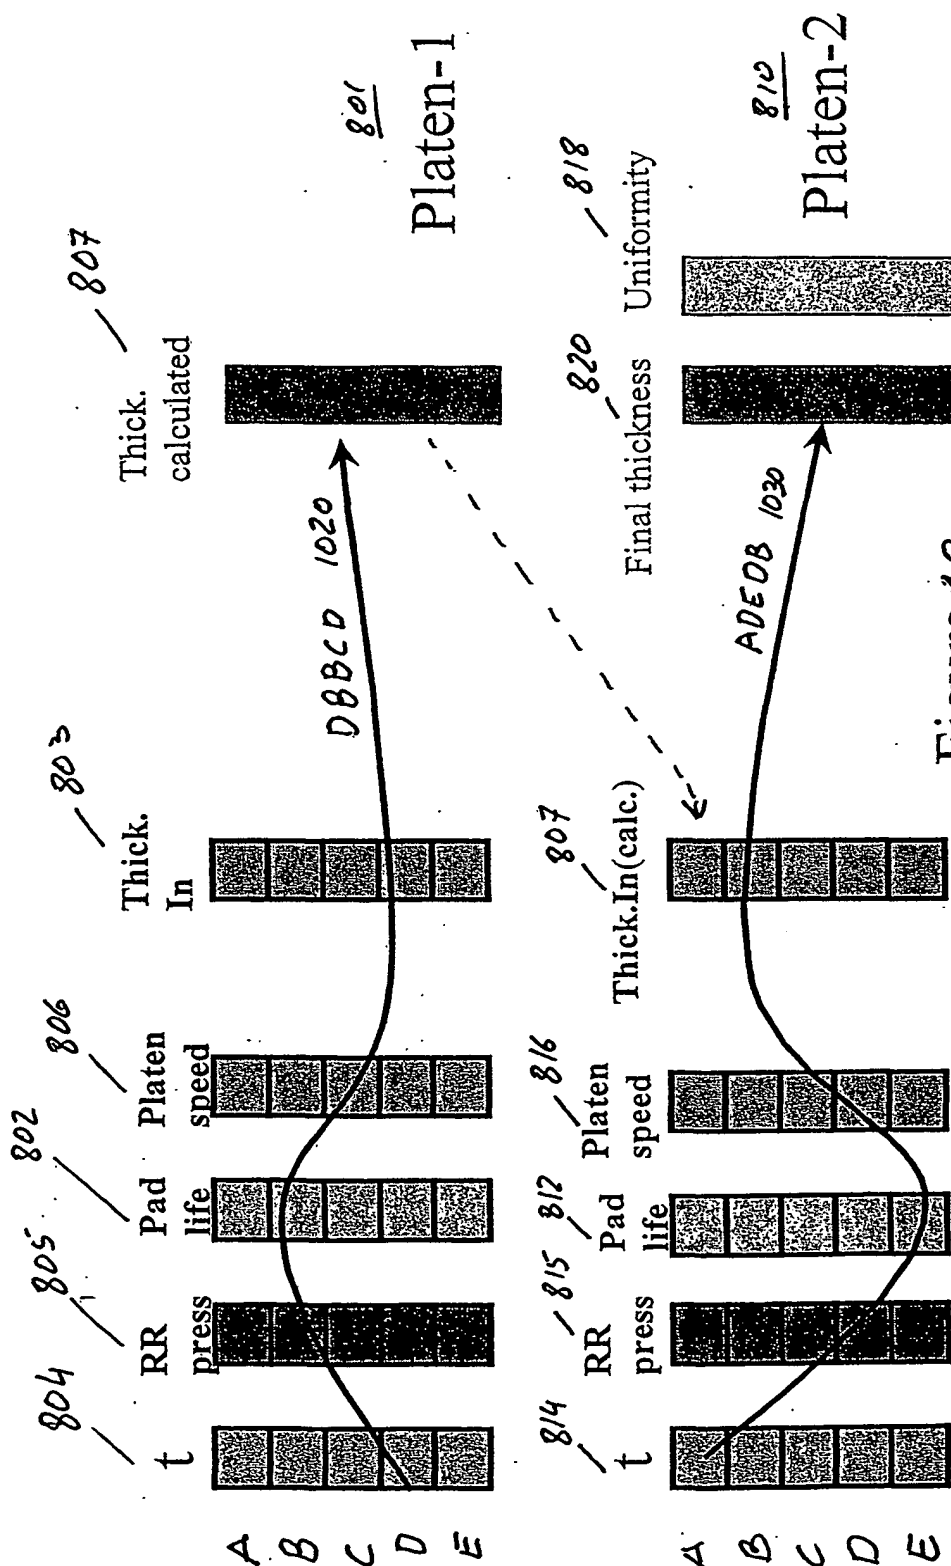 804
805
802
806
803
807
t
RR
press
Pad
life
Platen
speed
Thick.
In
Thick.
calculated
801
Platen-1
A
B
C
D
E
DBBCD 1020
814
815
812
816
807
820
818
t
RR
press
Pad
life
Platen
speed
Thick.In(calc.)
Final thickness
Uniformity
810
Platen-2
A
B
C
D
E
ADEDB 1030